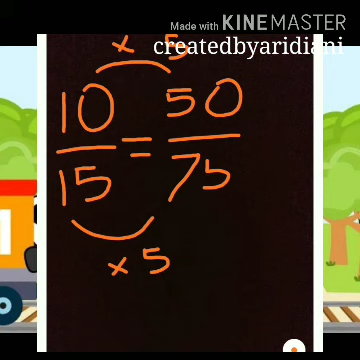 Made with KINEMASTER
createdbyaridiani
× 5
10/15 = 50/75
× 5